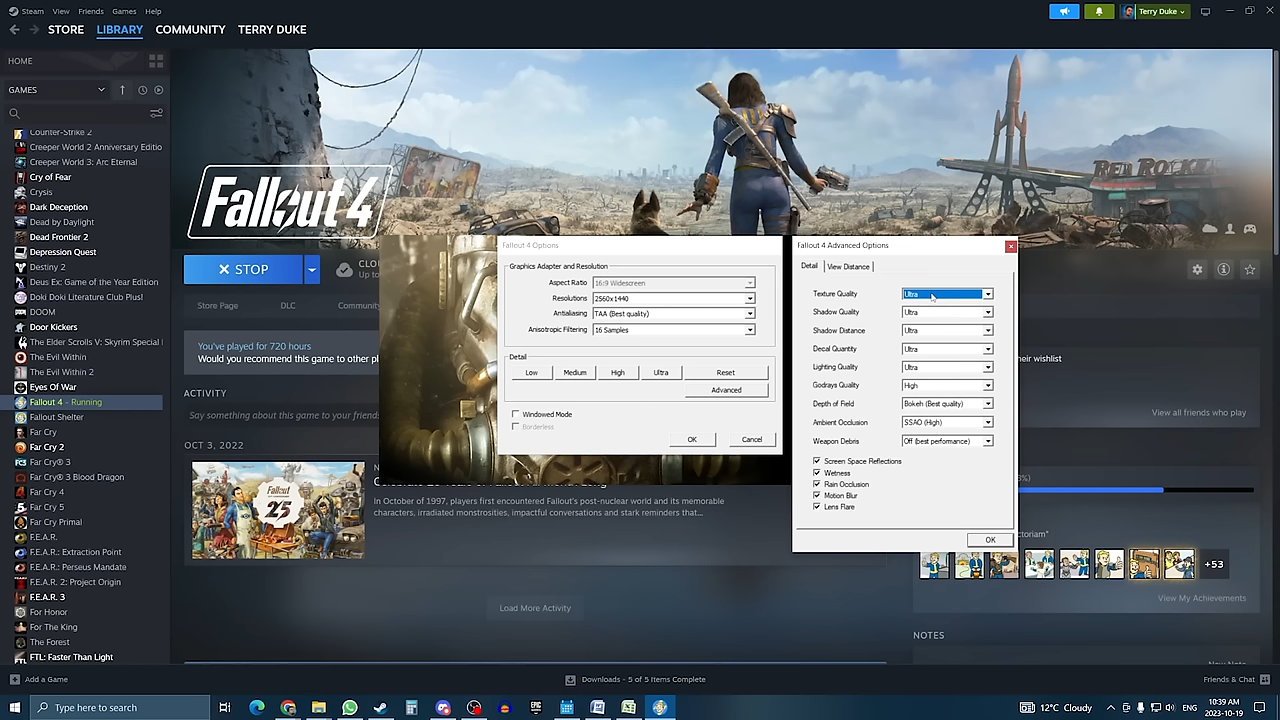 Steam View Friends Games Help
Terry Duke
STORE LIBRARY COMMUNITY TERRY DUKE
HOME
GAMES
Counter-Strike 2
Creeper World 2 Anniversary Editio
Creeper World 3: Arc Eternal
Cry of Fear
Crysis
Dark Deception
Dead by Daylight
Dead Frontier 2
Depression Quest
Destiny 2
Deus Ex: Game of the Year Edition
Doki Doki Literature Club Plus!
DOOM
Door Kickers
The Elder Scrolls V: Skyrim Special I
The Evil Within
The Evil Within 2
Eyes Of War
Fallout 4 - Running
Fallout Shelter
Far Cry
Far Cry 2
Far Cry® 3
Far Cry® 3 Blood Dragon
Far Cry 4
Far Cry 5
Far Cry Primal
F.E.A.R.
F.E.A.R.: Extraction Point
F.E.A.R.: Perseus Mandate
F.E.A.R. 2: Project Origin
F.E.A.R. 3
For Honor
For The King
The Forest
FTL: Faster Than Light
Fallout 4
RED ROCKE
STOP
CLO
Up to
Store Page DLC Community
You've played for 720 hours
Would you recommend this game to other pl
ACTIVITY
Say something about this game to your friends
OCT 3, 2022
Fallout
25
In October of 1997, players first encountered Fallout's post-nuclear world and its memorable
characters, irradiated monstrosities, impactful conversations and stark reminders that...
Load More Activity
Fallout 4 Options
Graphics Adapter and Resolution
Aspect Ratio 16:9 Widescreen
Resolutions 2560x1440
Antialiasing TAA (Best quality)
Anisotropic Filtering 16 Samples
Detail
Low Medium High Ultra Reset
Advanced
Windowed Mode
Borderless
OK Cancel
Fallout 4 Advanced Options
Detail View Distance
Texture Quality Ultra
Shadow Quality Ultra
Shadow Distance Ultra
Decal Quantity Ultra
Lighting Quality Ultra
Godrays Quality High
Depth of Field Bokeh (Best quality)
Ambient Occlusion SSAO (High)
Weapon Debris Off (best performance)
Screen Space Reflections
Wetness
Rain Occlusion
Motion Blur
Lens Flare
OK
heir wishlist
View all friends who play
%)
ctoriam"
+53
View My Achievements
NOTES
New Note
Add a Game
Downloads - 5 of 5 Items Complete
Friends & Chat
Type here to search
12°C Cloudy
ENG
10:39 AM
2023-10-19